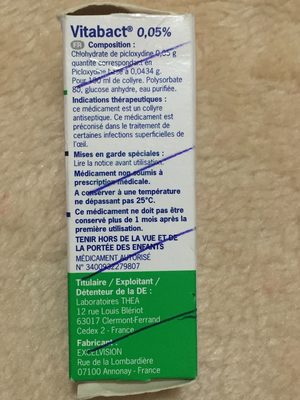 Vitabact® 0,05%
FR Composition :
Chlohydrate de picloxydine 0,05 g
quantité correspondant en
Picloxydine base à 0,0434 g.
Pour 100 ml de collyre. Polysorbate
80, glucose anhydre, eau purifiée.
Indications thérapeutiques :
ce médicament est un collyre
antiseptique. Ce médicament est
préconisé dans le traitement de
certaines infections superficielles de
l'œil.
Mises en garde spéciales :
Lire la notice avant utilisation.
Médicament non soumis à
prescription médicale.
A conserver à une température
ne dépassant pas 25°C.
Ce médicament ne doit pas être
conservé plus de 1 mois après la
première utilisation.
TENIR HORS DE LA VUE ET DE
LA PORTÉE DES ENFANTS
MÉDICAMENT AUTORISÉ
N° 3400932279807
Titulaire / Exploitant /
Détenteur de la DE :
Laboratoires THEA
12 rue Louis Blériot
63017 Clermont-Ferrand
Cedex 2 - France
Fabricant :
EXCELVISION
Rue de la Lombardière
07100 Annonay - France